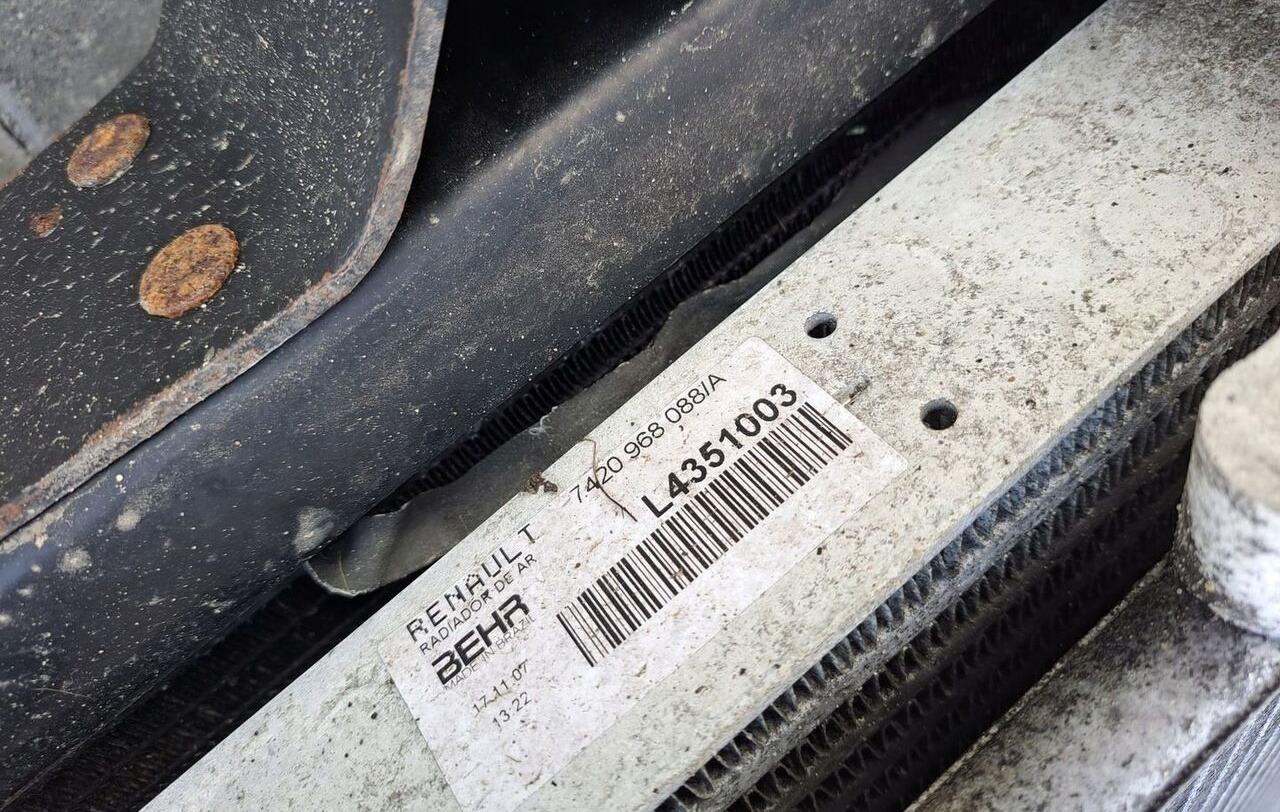 RENAULT
7420 968 088/A
RADIADOR DE AR
L4351003
BEHR
MADE IN BRAZIL
17-11-07
13:22